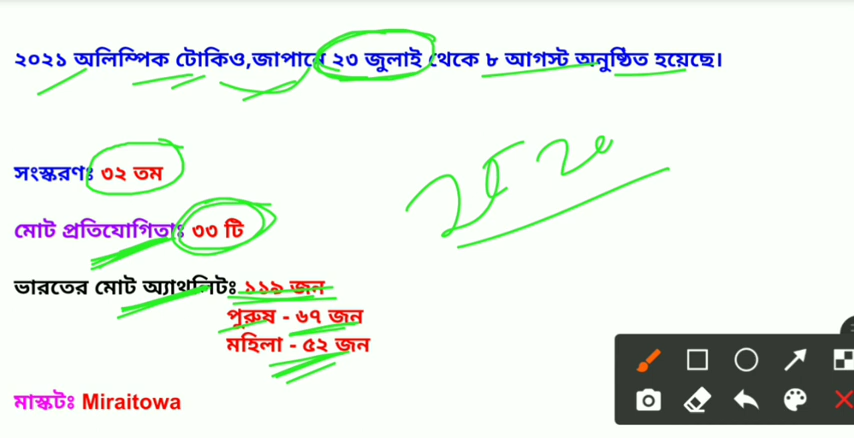 ২০২১ অলিম্পিক টোকিও,জাপানে ২৩ জুলাই থেকে ৮ আগস্ট অনুষ্ঠিত হয়েছে।
সংস্করণঃ ৩২ তম
মোট প্রতিযোগিতাঃ ৩৩ টি
ভারতের মোট অ্যাথলিটঃ ১১৯ জন
পুরুষ - ৬৭ জন
মহিলা - ৫২ জন
মাস্কটঃ Miraitowa